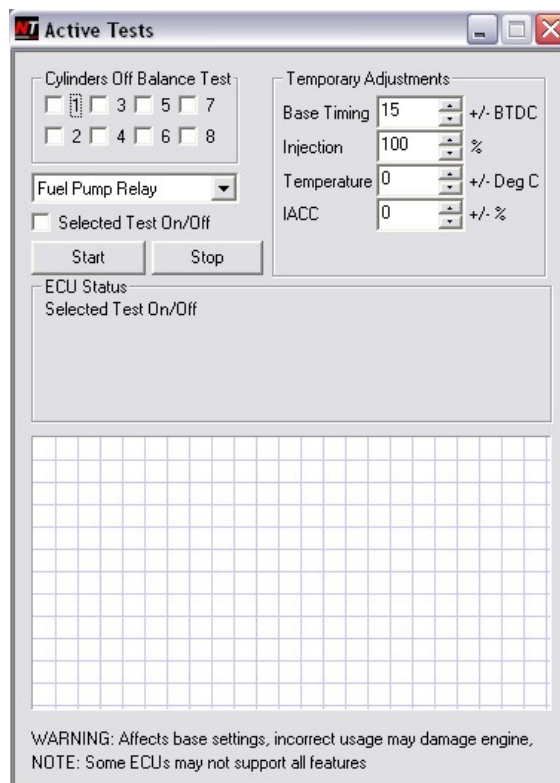 NT Active Tests
Cylinders Off Balance Test
1 3 5 7
2 4 6 8
Fuel Pump Relay
Selected Test On/Off
Start Stop
Temporary Adjustments
Base Timing 15 +/- BTDC
Injection 100 %
Temperature 0 +/- Deg C
IACC 0 +/- %
ECU Status
Selected Test On/Off
WARNING: Affects base settings, incorrect usage may damage engine,
NOTE: Some ECUs may not support all features